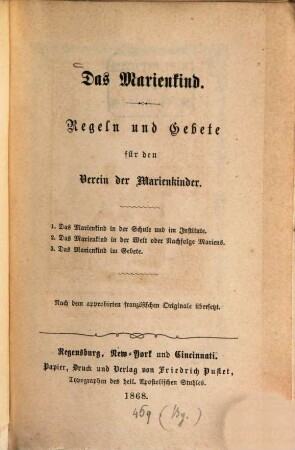 Das Marienkind.
Regeln und Gebete
für den
Verein der Marienkinder.
1. Das Marienkind in der Schule und im Institute.
2. Das Marienkind in der Welt oder Nachfolge Mariens.
3. Das Marienkind im Gebete.
Nach dem approbirten französischen Originale übersetzt.
Regensburg, New-York und Cincinnati.
Papier, Druck und Verlag von Friedrich Pustet,
Typographen des heil. Apostolischen Stuhles.
1868.
469 (Bg.)